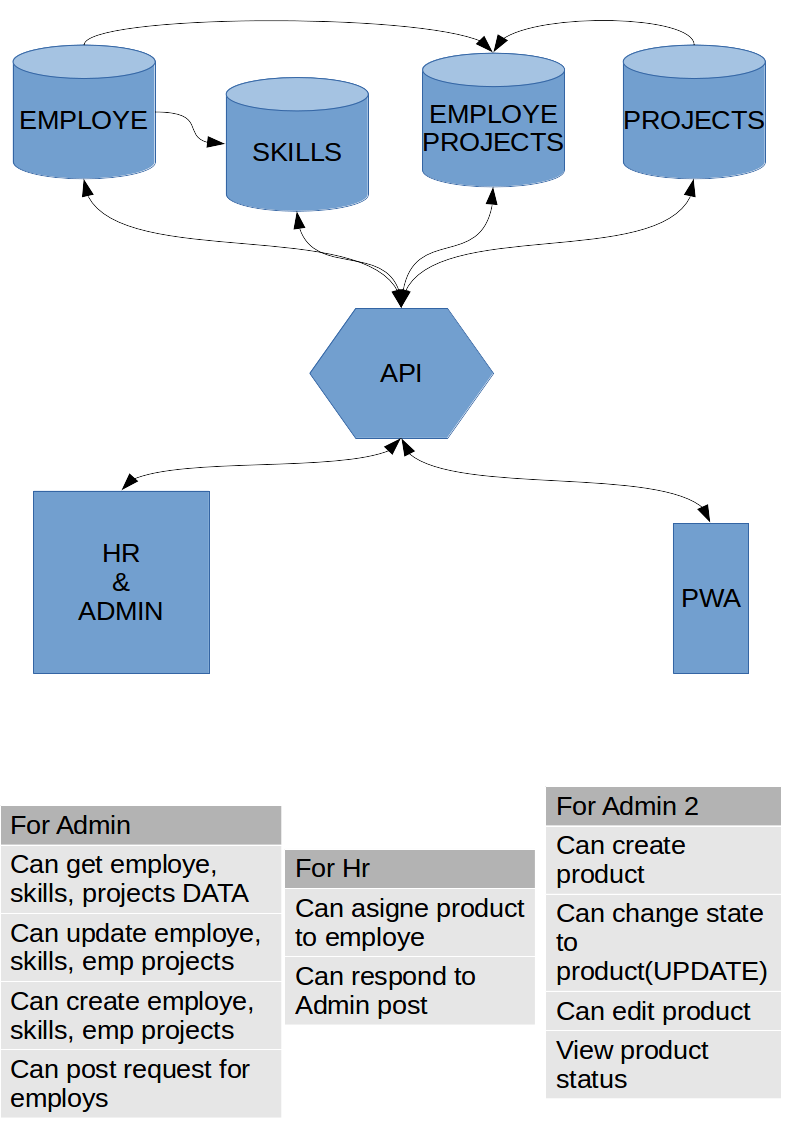 EMPLOYE
SKILLS
EMPLOYE
PROJECTS
PROJECTS
API
HR
&
ADMIN
PWA
For Admin
Can get employe,
skills, projects DATA
Can update employe,
skills, emp projects
Can create employe,
skills, emp projects
Can post request for
employs
For Hr
Can asigne product
to employe
Can respond to
Admin post
For Admin 2
Can create
product
Can change state
to
product(UPDATE)
Can edit product
View product
status